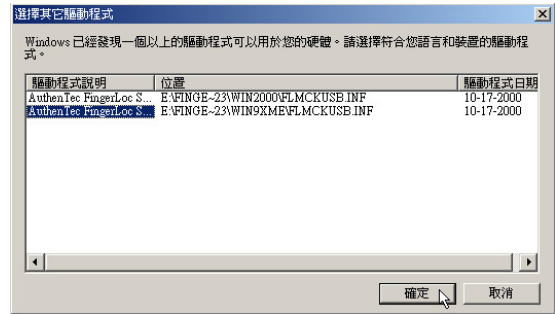 選擇其它驅動程式
Windows 已經發現一個以上的驅動程式可以用於您的硬體。請選擇符合您語言和裝置的驅動程
式。
驅動程式說明 位置 驅動程式日期
AuthenTec FingerLoc S... E:\FINGE~23\WIN2000\FLMCKUSB.INF 10-17-2000
AuthenTec FingerLoc S... E:\FINGE~23\WIN9XME\FLMCKUSB.INF 10-17-2000
確定 取消